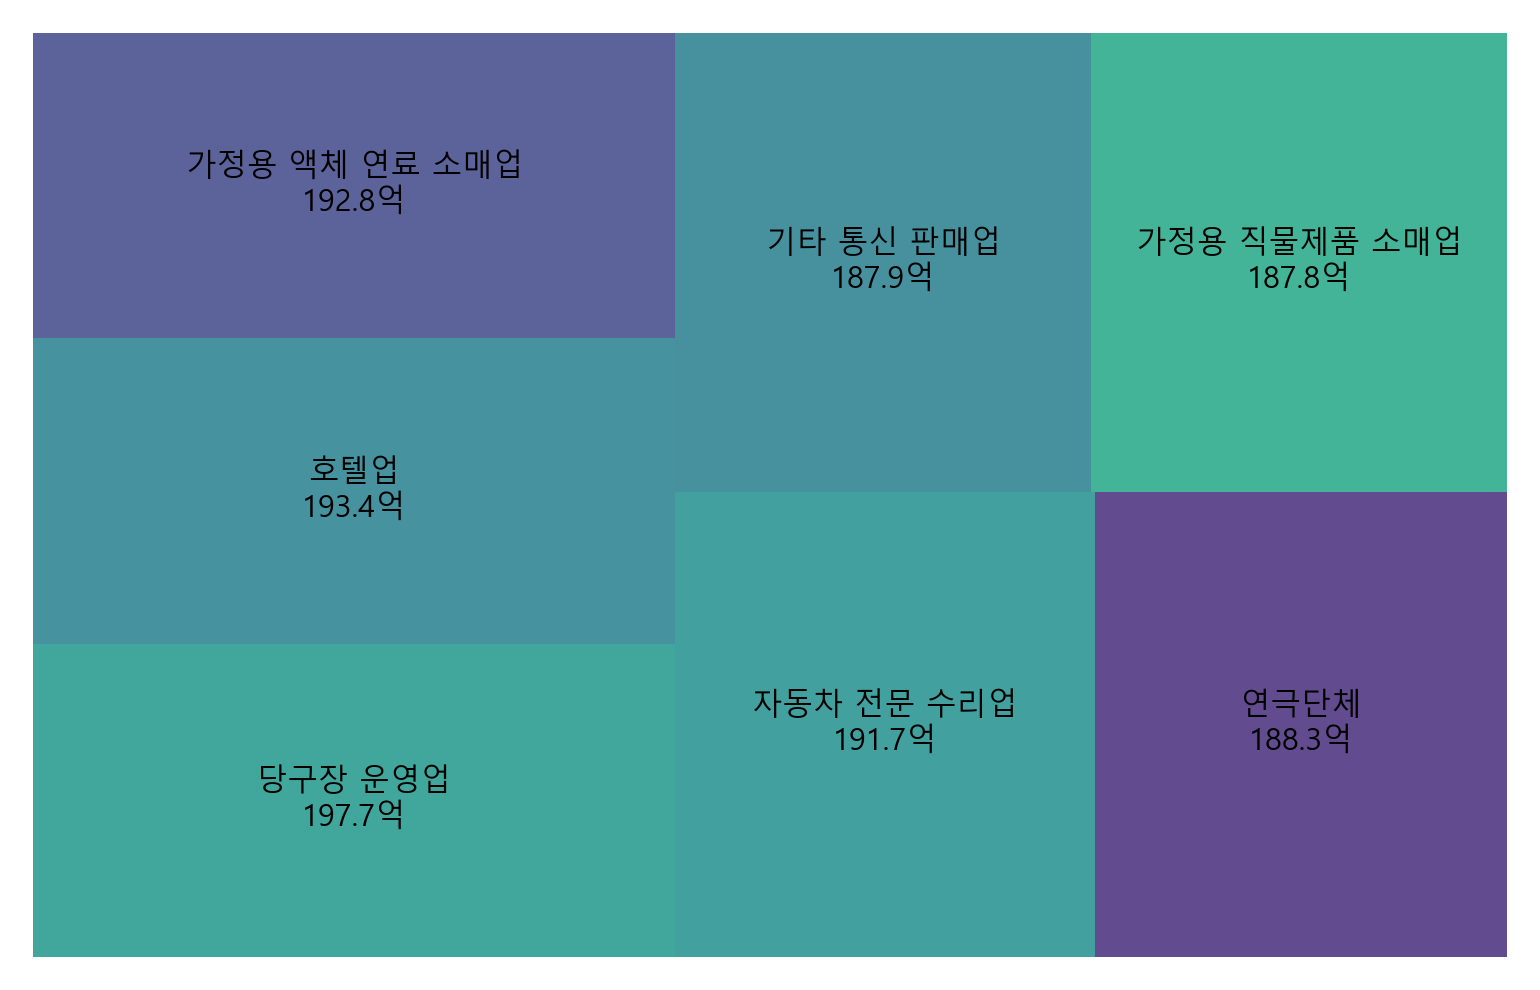 가정용 액체 연료 소매업
192.8억
호텔업
193.4억
당구장 운영업
197.7억
기타 통신 판매업
187.9억
가정용 직물제품 소매업
187.8억
자동차 전문 수리업
191.7억
연극단체
188.3억